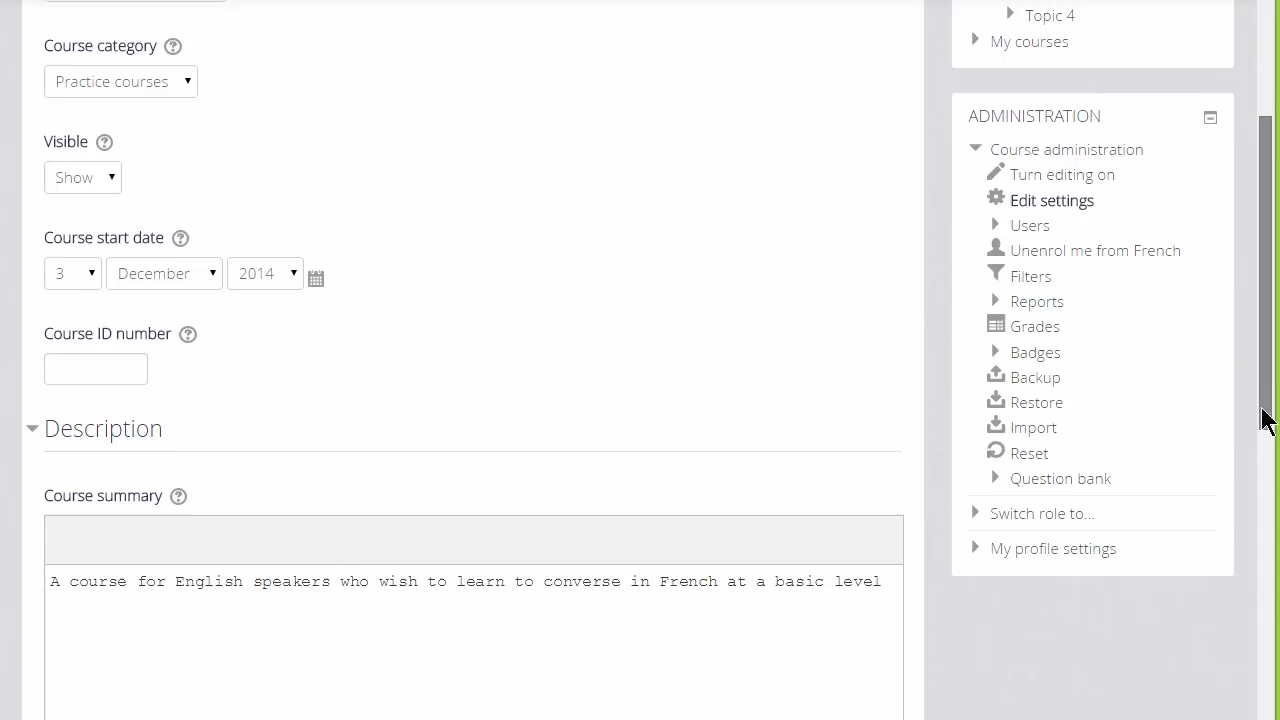 Course category
Practice courses
Visible
Show
Course start date
3 December 2014
Course ID number
Description
Course summary
A course for English speakers who wish to learn to converse in French at a basic level
Topic 4
My courses
ADMINISTRATION
Course administration
Turn editing on
Edit settings
Users
Unenrol me from French
Filters
Reports
Grades
Badges
Backup
Restore
Import
Reset
Question bank
Switch role to...
My profile settings